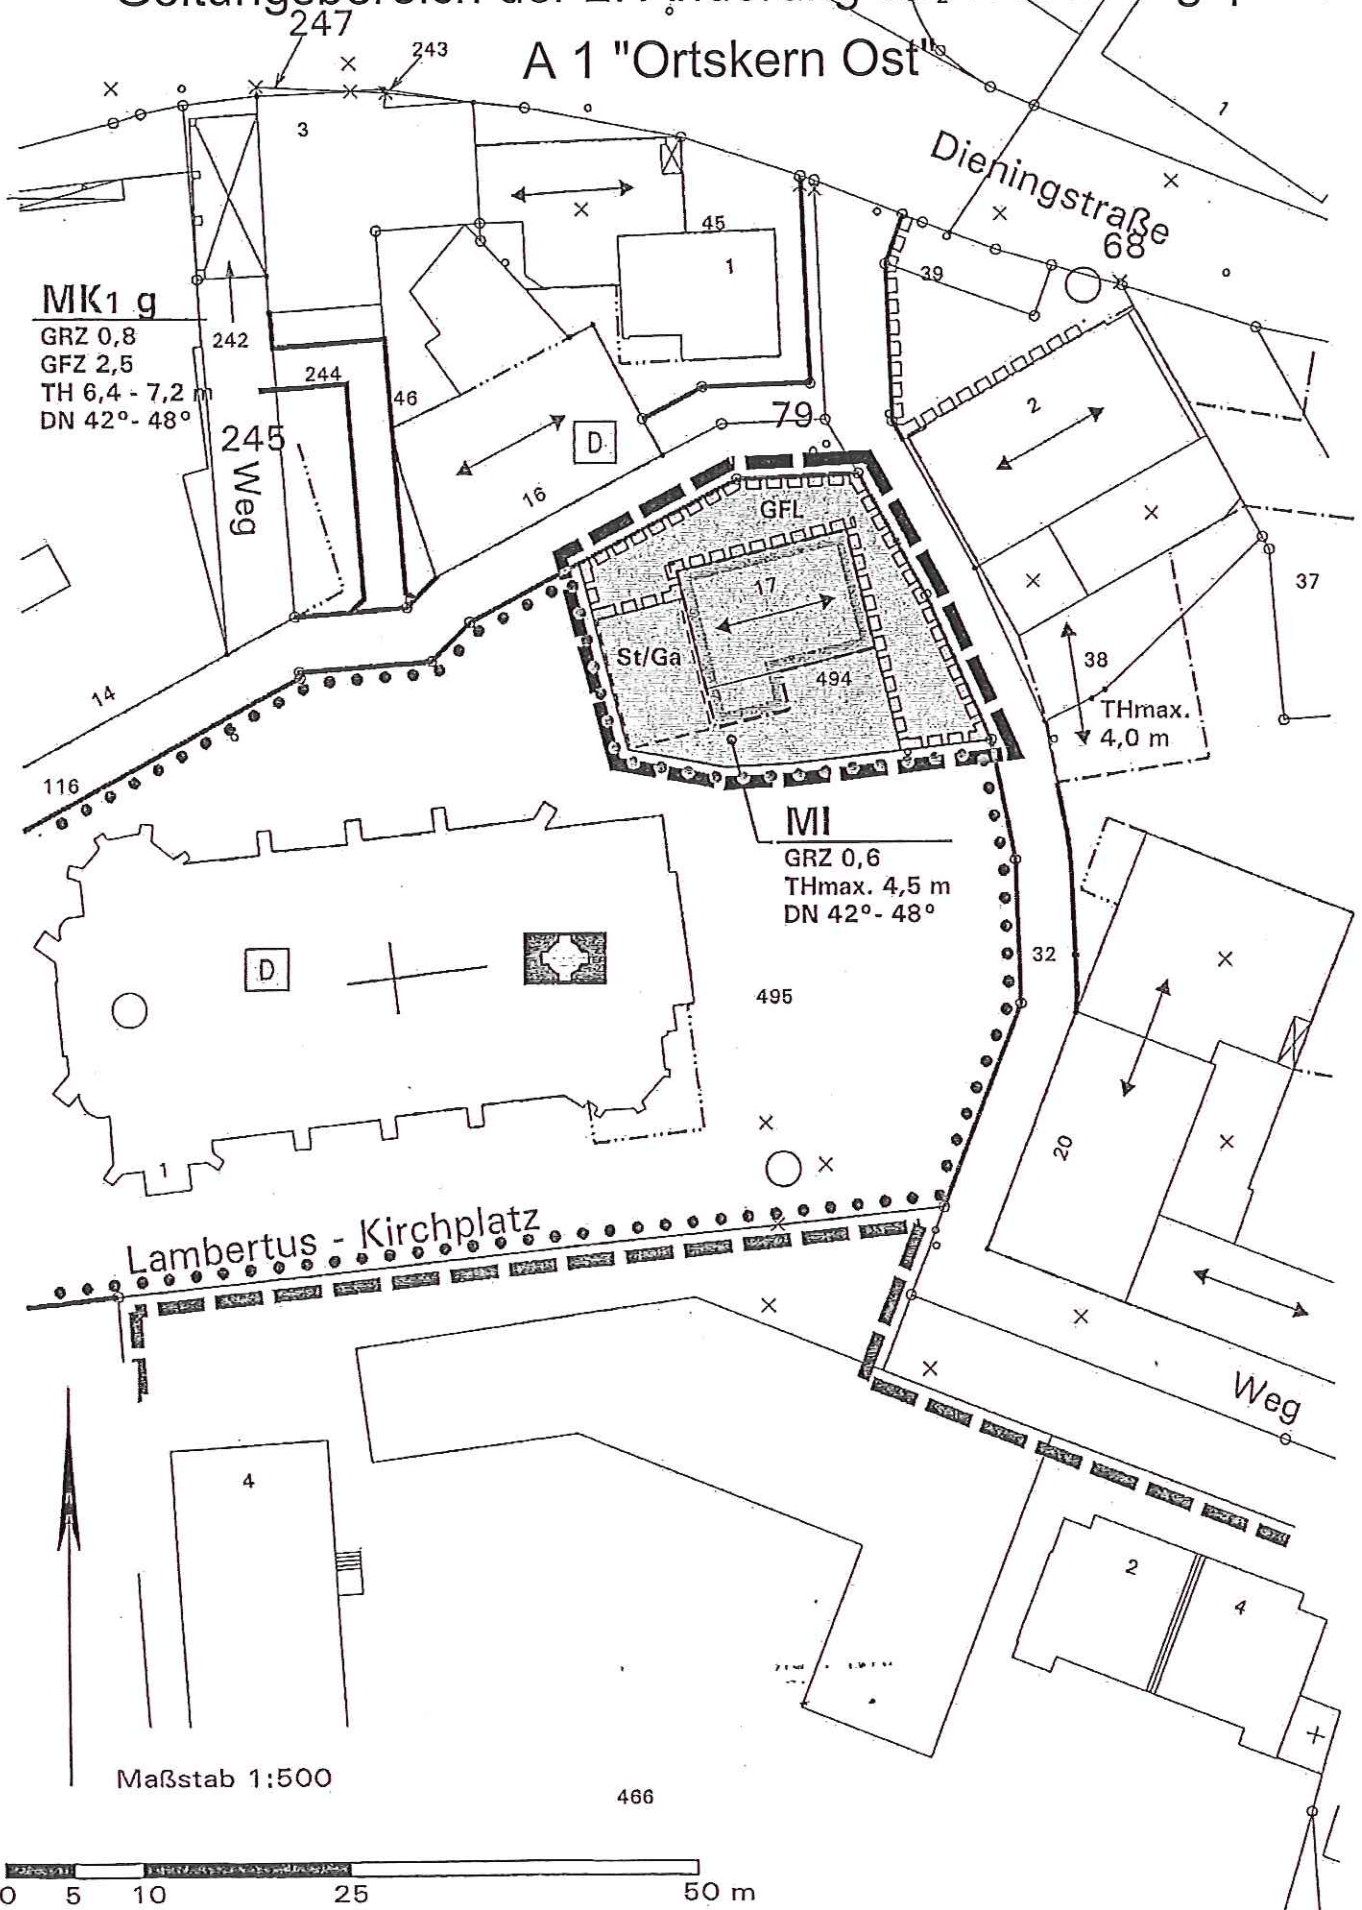 A 1 "Ortskern Ost"
247
243
3
Dieningstraße
68
1
45
1
39
MK1 g
GRZ 0,8
GFZ 2,5
TH 6,4 - 7,2 m
DN 42°- 48°
242
244
46
245
Weg
D
79
2
16
GFL
17
37
St/Ga
494
38
THmax.
4,0 m
14
116
MI
GRZ 0,6
THmax. 4,5 m
DN 42°- 48°
D
32
495
20
1
Lambertus - Kirchplatz
Weg
4
2
4
Maßstab 1:500
466
0 5 10 25 50 m